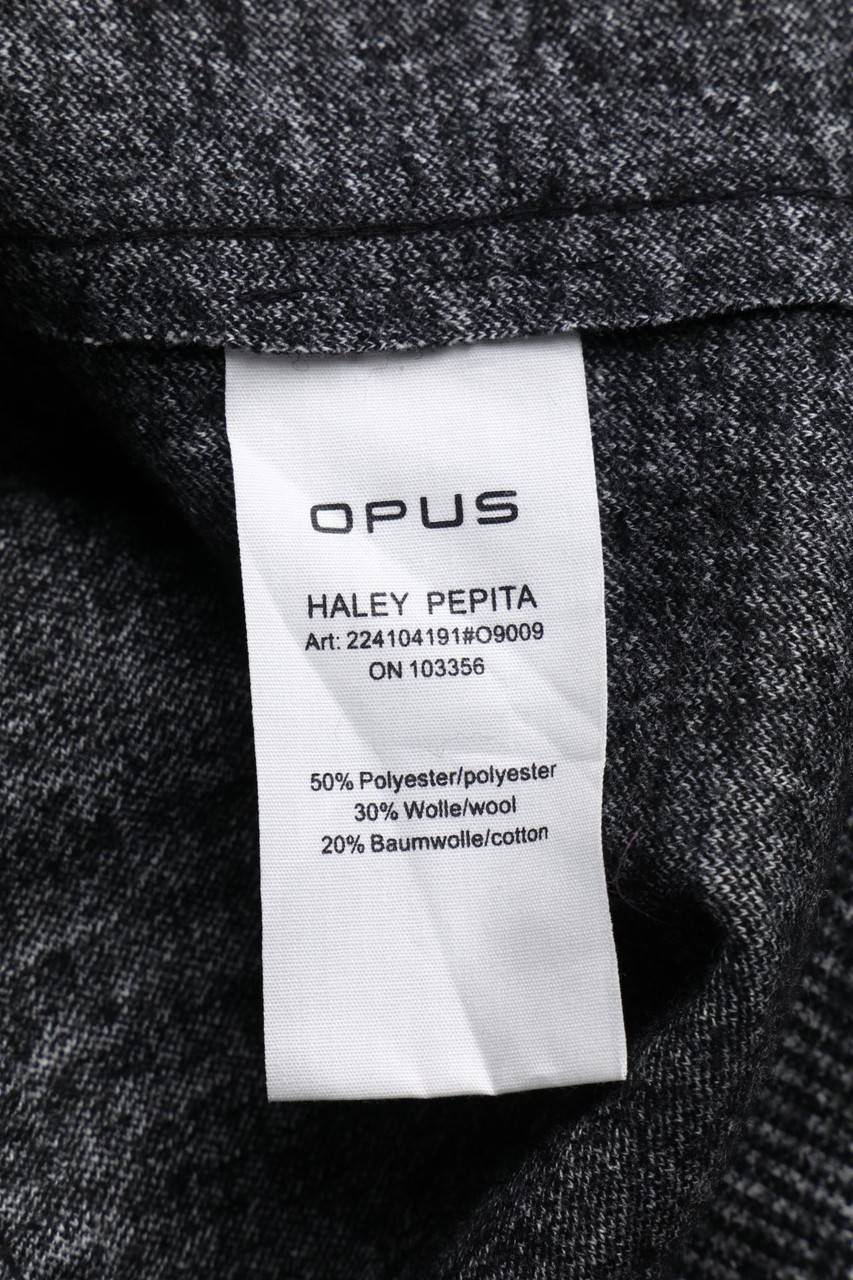 OPUS
HALEY PEPITA
Art: 224104191#O9009
ON 103356
50% Polyester/polyester
30% Wolle/wool
20% Baumwolle/cotton